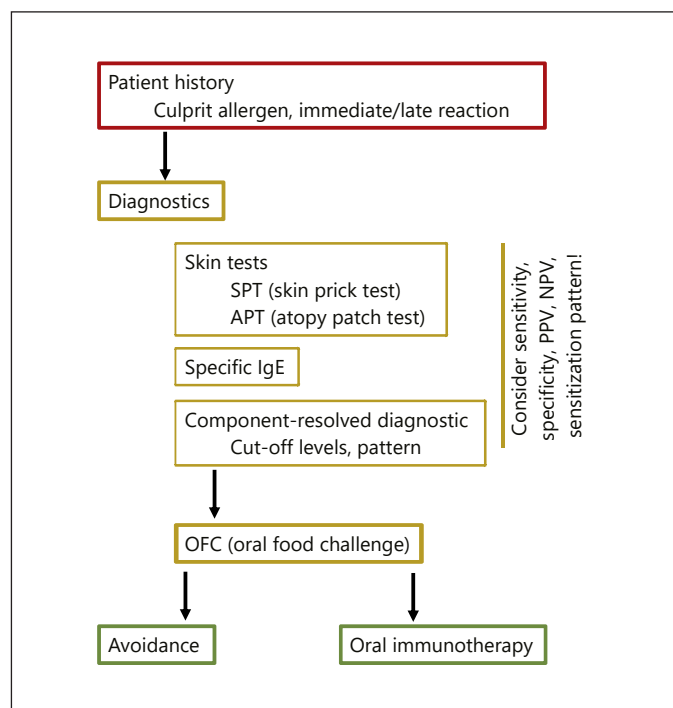 Patient history
Culprit allergen, immediate/late reaction
Diagnostics
Skin tests
SPT (skin prick test)
APT (atopy patch test)
Specific IgE
Component-resolved diagnostic
Cut-off levels, pattern
Consider sensitivity,
specificity, PPV, NPV,
sensitization pattern!
OFC (oral food challenge)
Avoidance
Oral immunotherapy